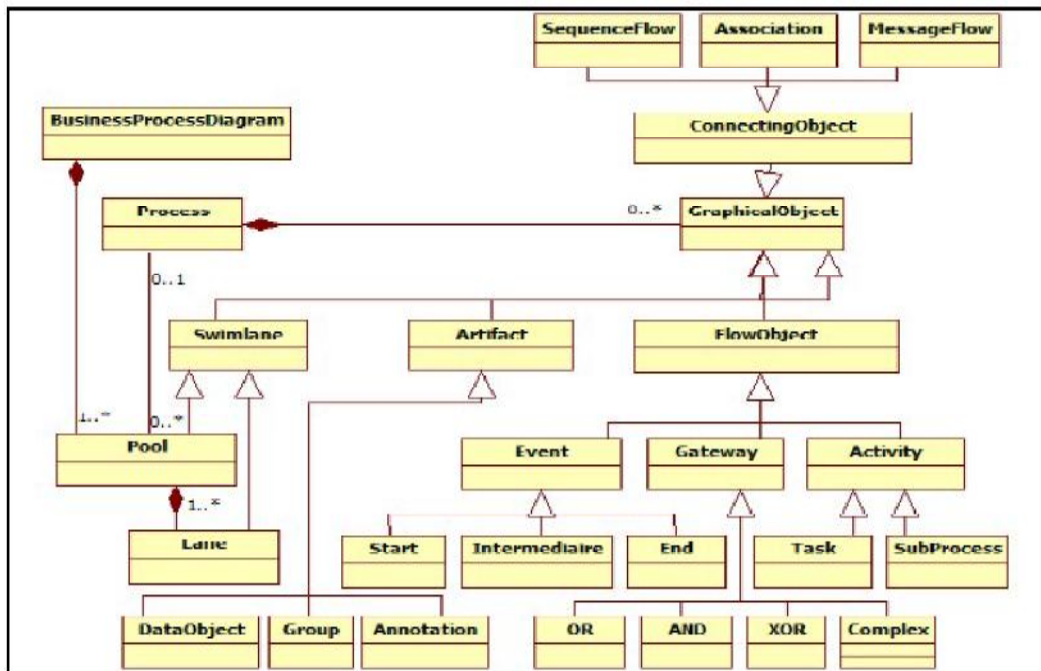 SequenceFlow
Association
MessageFlow
BusinessProcessDiagram
ConnectingObject
Process
0..*
GraphicalObject
0..1
Swimlane
Artifact
FlowObject
1..*
0..*
Pool
Event
Gateway
Activity
1..*
Lane
Start
Intermediaire
End
Task
SubProcess
DataObject
Group
Annotation
OR
AND
XOR
Complex